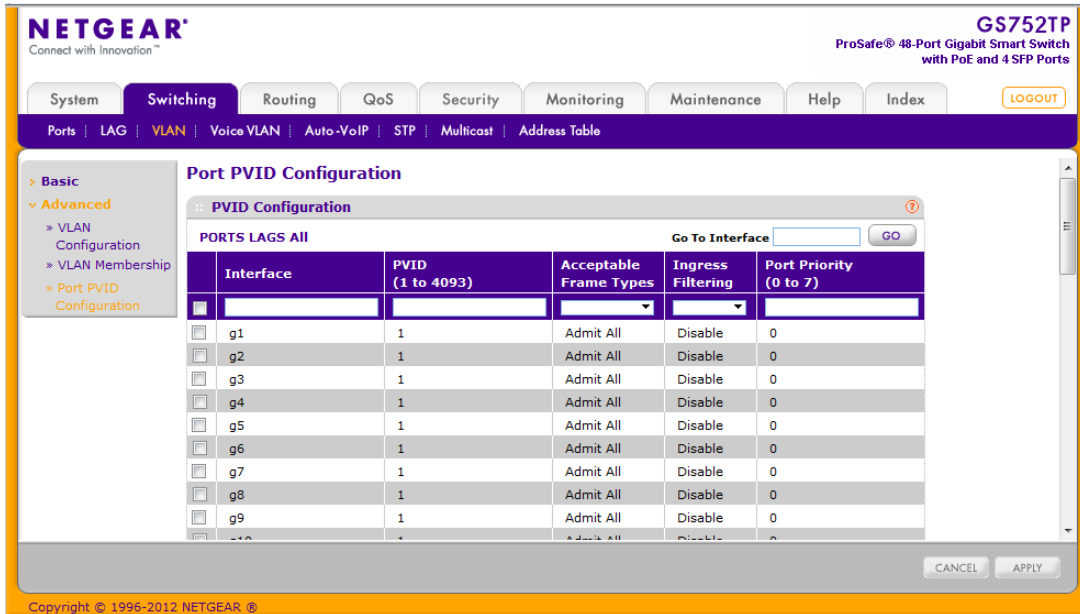 NETGEAR®
Connect with Innovation™
GS752TP
ProSafe® 48-Port Gigabit Smart Switch
with PoE and 4 SFP Ports
System Switching Routing QoS Security Monitoring Maintenance Help Index LOGOUT
Ports | LAG | VLAN | Voice VLAN | Auto-VoIP | STP | Multicast | Address Table
Basic
Advanced
» VLAN
Configuration
» VLAN Membership
» Port PVID
Configuration
Port PVID Configuration
PVID Configuration ?
PORTS LAGS All Go To Interface GO
Interface PVID (1 to 4093) Acceptable Frame Types Ingress Filtering Port Priority (0 to 7)
g1 1 Admit All Disable 0
g2 1 Admit All Disable 0
g3 1 Admit All Disable 0
g4 1 Admit All Disable 0
g5 1 Admit All Disable 0
g6 1 Admit All Disable 0
g7 1 Admit All Disable 0
g8 1 Admit All Disable 0
g9 1 Admit All Disable 0
g10 1 Admit All Disable 0
CANCEL APPLY
Copyright © 1996-2012 NETGEAR ®